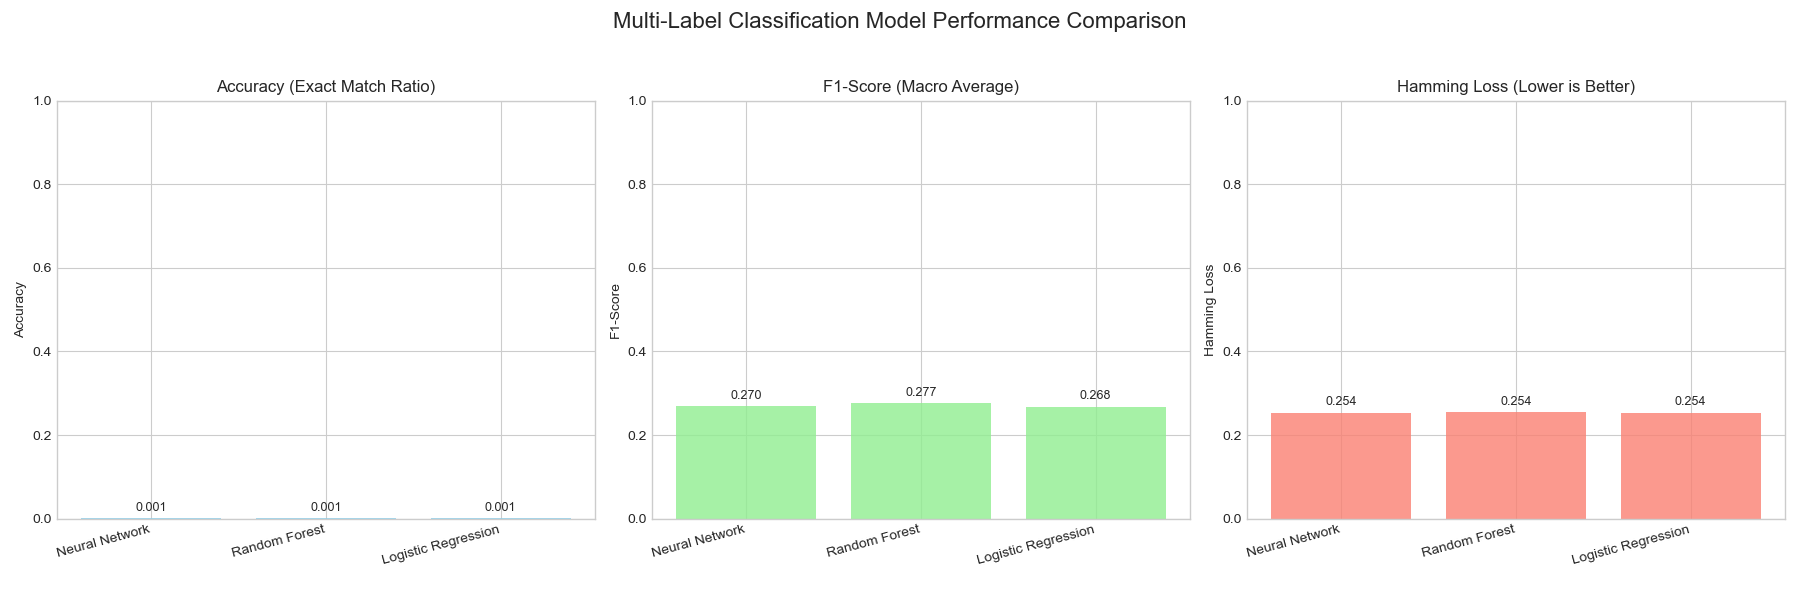 Multi-Label Classification Model Performance Comparison
Accuracy (Exact Match Ratio)
1.0
0.8
0.6
0.4
0.2
0.0
Accuracy
0.001
0.001
0.001
Neural Network
Random Forest
Logistic Regression
F1-Score (Macro Average)
1.0
0.8
0.6
0.4
0.2
0.0
F1-Score
0.270
0.277
0.268
Neural Network
Random Forest
Logistic Regression
Hamming Loss (Lower is Better)
1.0
0.8
0.6
0.4
0.2
0.0
Hamming Loss
0.254
0.254
0.254
Neural Network
Random Forest
Logistic Regression